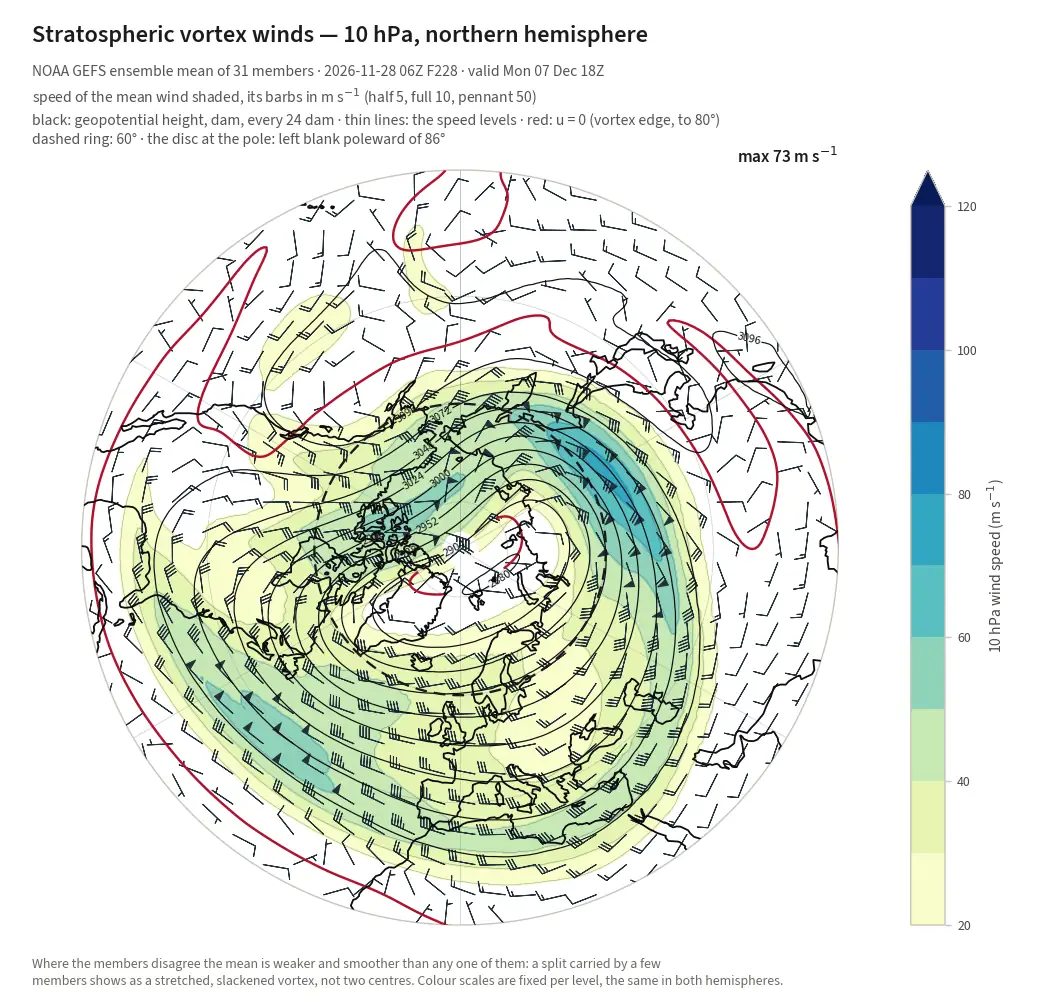 Stratospheric vortex winds — 10 hPa, northern hemisphere
NOAA GEFS ensemble mean of 31 members · 2026-11-28 06Z F228 · valid Mon 07 Dec 18Z
speed of the mean wind shaded, its barbs in m s⁻¹ (half 5, full 10, pennant 50)
black: geopotential height, dam, every 24 dam · thin lines: the speed levels · red: u = 0 (vortex edge, to 80°)
dashed ring: 60° · the disc at the pole: left blank poleward of 86°
max 73 m s⁻¹
120
100
80
60
40
20
10 hPa wind speed (m s⁻¹)
3096
3072
3048
3024
3000
2952
Where the members disagree the mean is weaker and smoother than any one of them: a split carried by a few
members shows as a stretched, slackened vortex, not two centres. Colour scales are fixed per level, the same in both hemispheres.